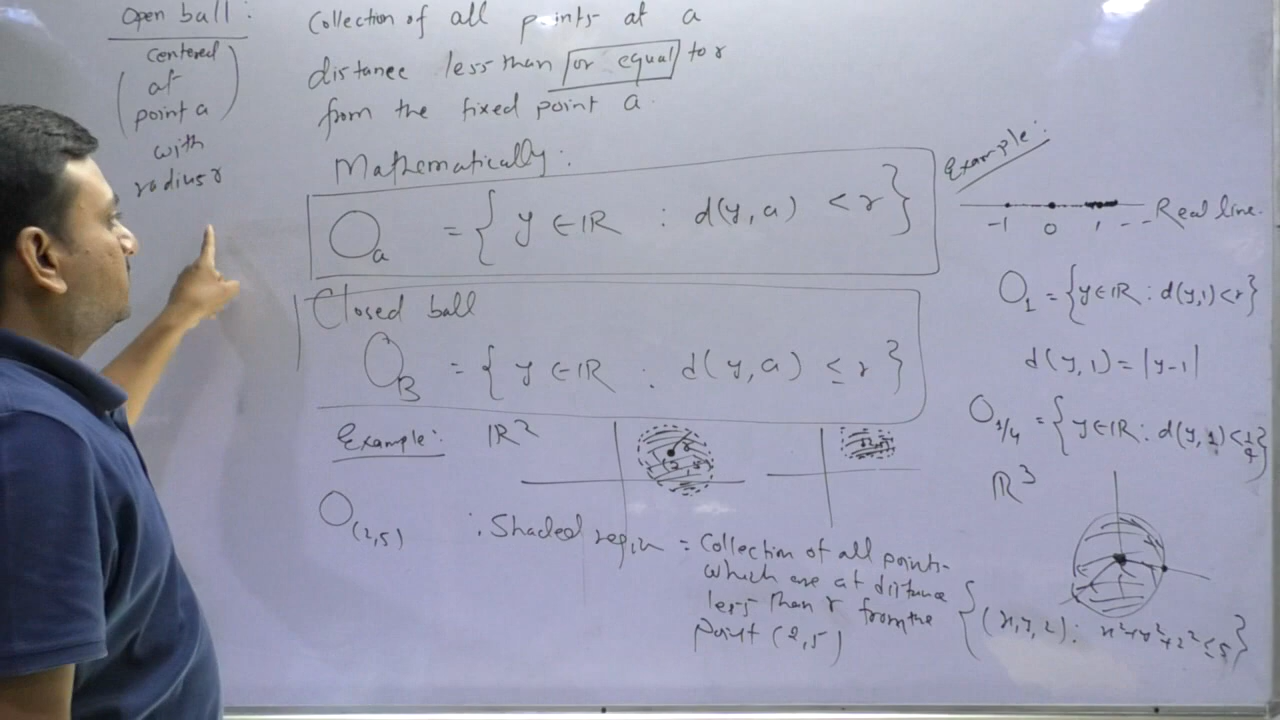 Open ball:
(centered
at
point a)
with
radius r
Collection of all points at a
distance less than or equal to r
from the fixed point a.
Mathematically:
O_a = { y ∈ IR : d(y, a) < r }
Closed ball
O_B = { y ∈ IR : d(y, a) ≤ r }
Example: IR²
r
(2,5)
O_(2,5) : Shaded region = Collection of all points
which are at distance
less than r from the
point (2,5)
Example:
-1 0 1 -- Real line.
O_1 = { y ∈ IR : d(y,1) < r }
d(y,1) = |y-1|
O_1/4 = { y ∈ IR : d(y, 1) < 1/4 }
IR³
{ (x, y, z) : x² + y² + z² ≤ 5 }